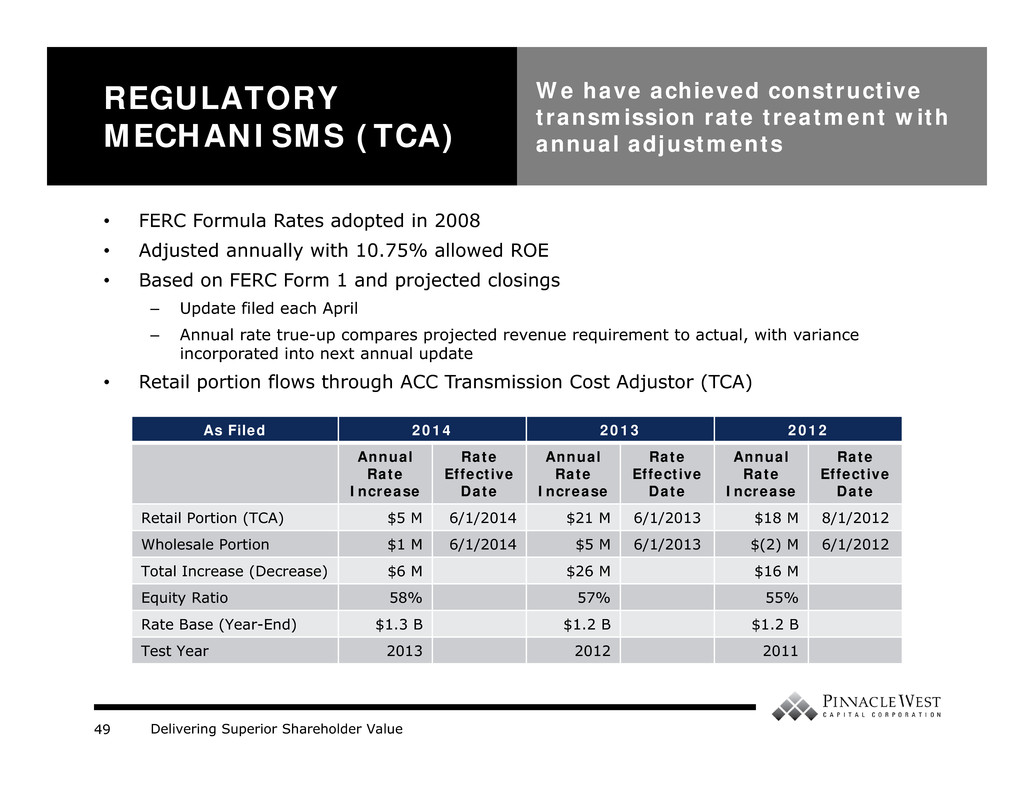 REGULATORY
MECHANISMS (TCA)
We have achieved constructive
transmission rate treatment with
annual adjustments
• FERC Formula Rates adopted in 2008
• Adjusted annually with 10.75% allowed ROE
• Based on FERC Form 1 and projected closings
– Update filed each April
– Annual rate true-up compares projected revenue requirement to actual, with variance
incorporated into next annual update
• Retail portion flows through ACC Transmission Cost Adjustor (TCA)
As Filed 2014 2013 2012
Annual Rate Increase Rate Effective Date Annual Rate Increase Rate Effective Date Annual Rate Increase Rate Effective Date
Retail Portion (TCA) $5 M 6/1/2014 $21 M 6/1/2013 $18 M 8/1/2012
Wholesale Portion $1 M 6/1/2014 $5 M 6/1/2013 $(2) M 6/1/2012
Total Increase (Decrease) $6 M $26 M $16 M
Equity Ratio 58% 57% 55%
Rate Base (Year-End) $1.3 B $1.2 B $1.2 B
Test Year 2013 2012 2011
PINNACLE WEST
CAPITAL CORPORATION
49 Delivering Superior Shareholder Value